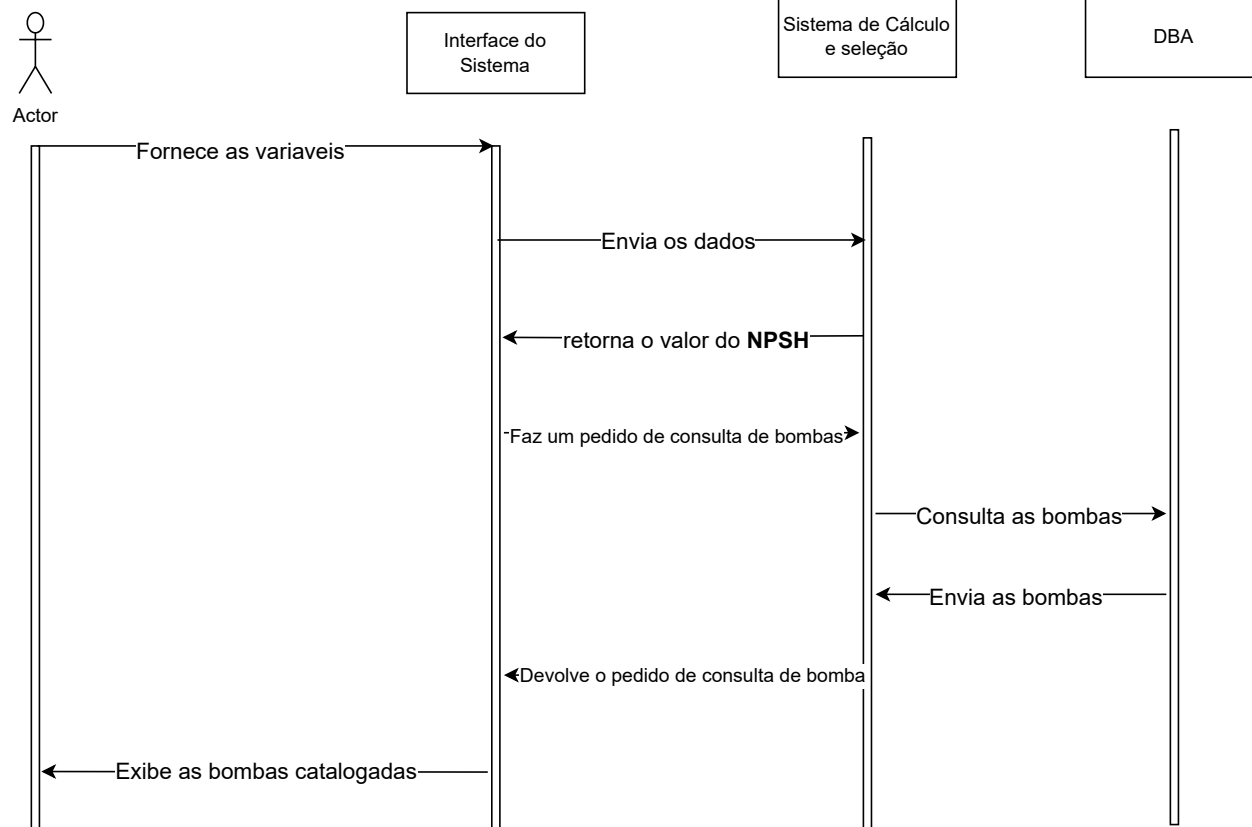 Sistema de Cálculo
e seleção
Interface do
Sistema
DBA
Actor
Fornece as variaveis
Envia os dados
retorna o valor do NPSH
Faz um pedido de consulta de bombas
Consulta as bombas
Envia as bombas
Devolve o pedido de consulta de bomba
Exibe as bombas catalogadas